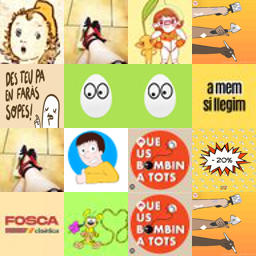 DES TEU PA
EN FARAS
SOPES!
a mem
si llegim
QUE
US
BOMBIN
A TOTS
- 20%
FOSCA
clàssica
QUE
US
BOMBIN
A TOTS